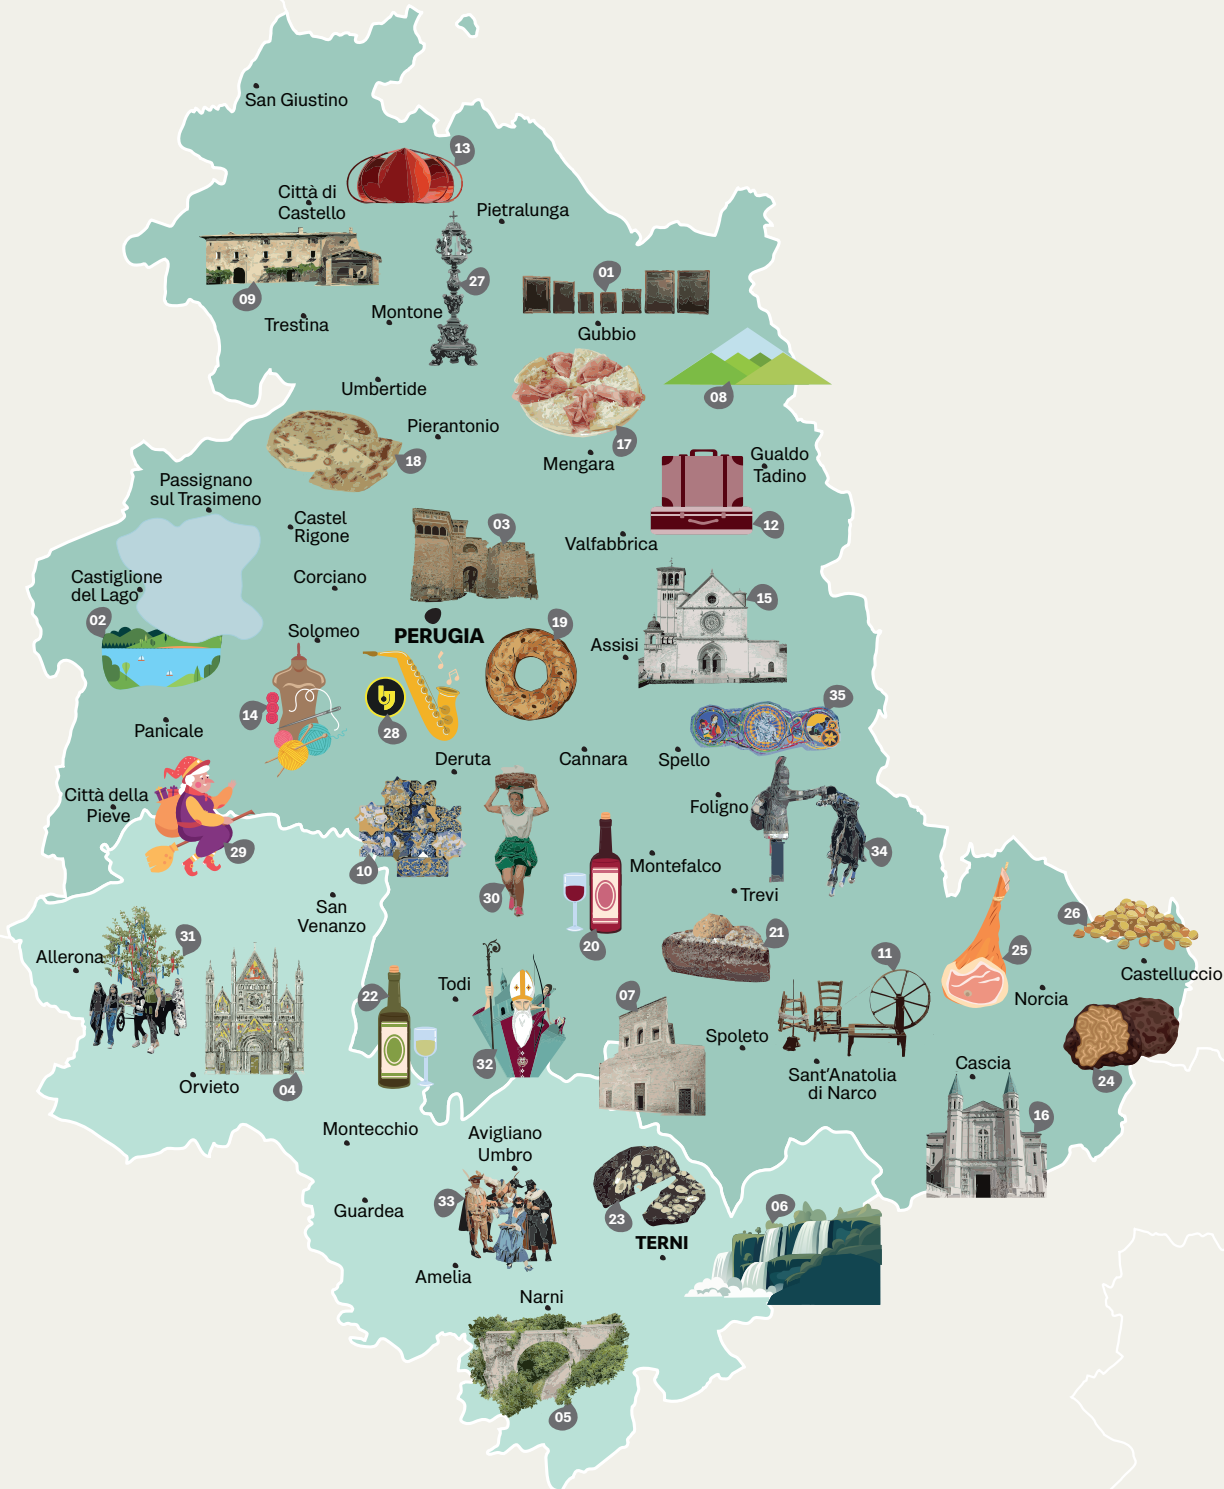 San Giustino
13
Città di
Castello
Pietralunga
27
01
09
Trestina
Montone
Gubbio
08
Umbertide
Pierantonio
17
18
Mengara
Gualdo
Tadino
Passignano
sul Trasimeno
12
Castel
Rigone
03
Valfabbrica
Castiglione
del Lago
Corciano
15
02
19
Solomeo
PERUGIA
Assisi
35
14
28
Panicale
Deruta
Cannara
Spello
Città della
Pieve
Foligno
29
34
10
Montefalco
30
Trevi
San
Venanzo
26
31
20
21
25
11
Allerona
Castelluccio
22
Todi
07
Norcia
Spoleto
32
Cascia
Orvieto
04
Sant'Anatolia
di Narco
24
16
Montecchio
Avigliano
Umbro
33
06
Guardea
23
TERNI
Amelia
Narni
05